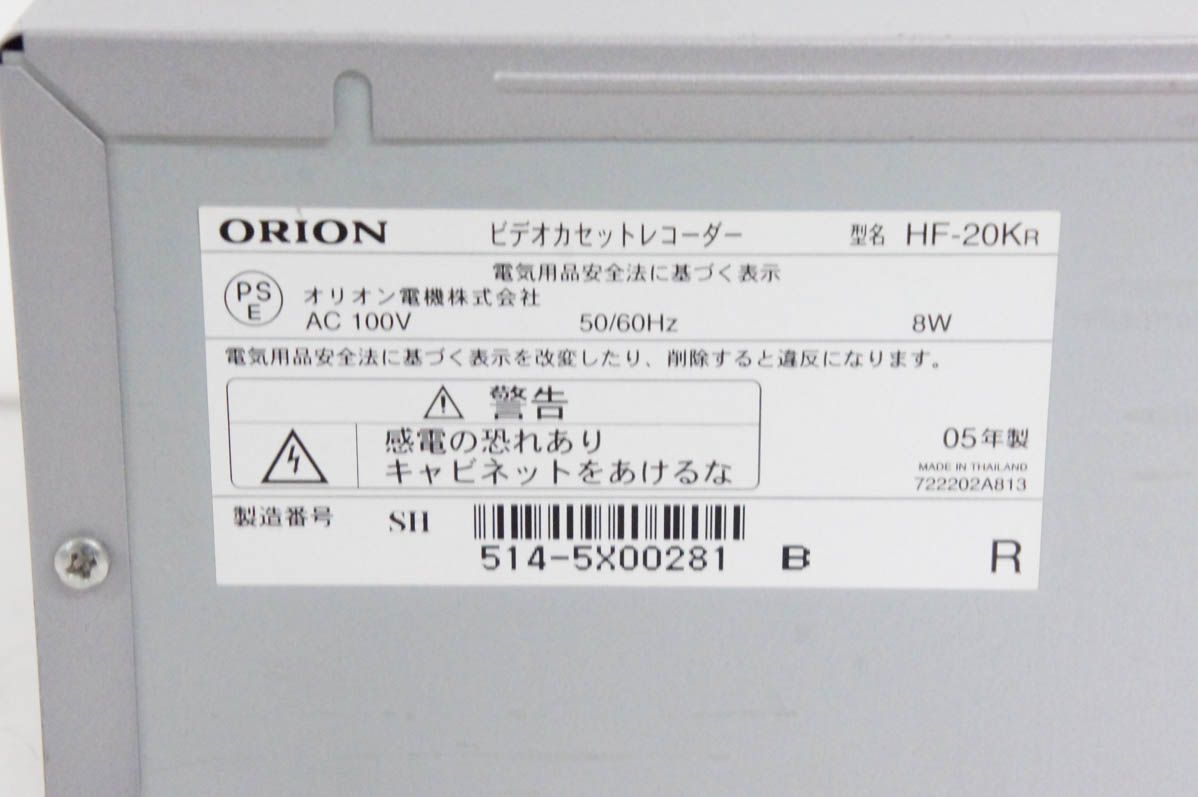 ORION ビデオカセットレコーダー 型名 HF-20KR
電気用品安全法に基づく表示
PS E オリオン電機株式会社
AC 100V 50/60Hz 8W
電気用品安全法に基づく表示を改変したり、削除すると違反になります。
警告
感電の恐れあり
キャビネットをあけるな
05年製
MADE IN THAILAND
722202A813
製造番号 SH
514-5X00281 B R